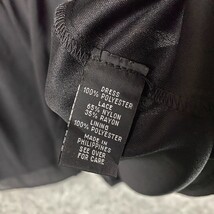 DRESS
100% POLYESTER
LACE
65% NYLON
35% RAYON
LINING
100% POLYESTER
MADE IN
PHILIPPINES
SEE OVER
FOR CARE